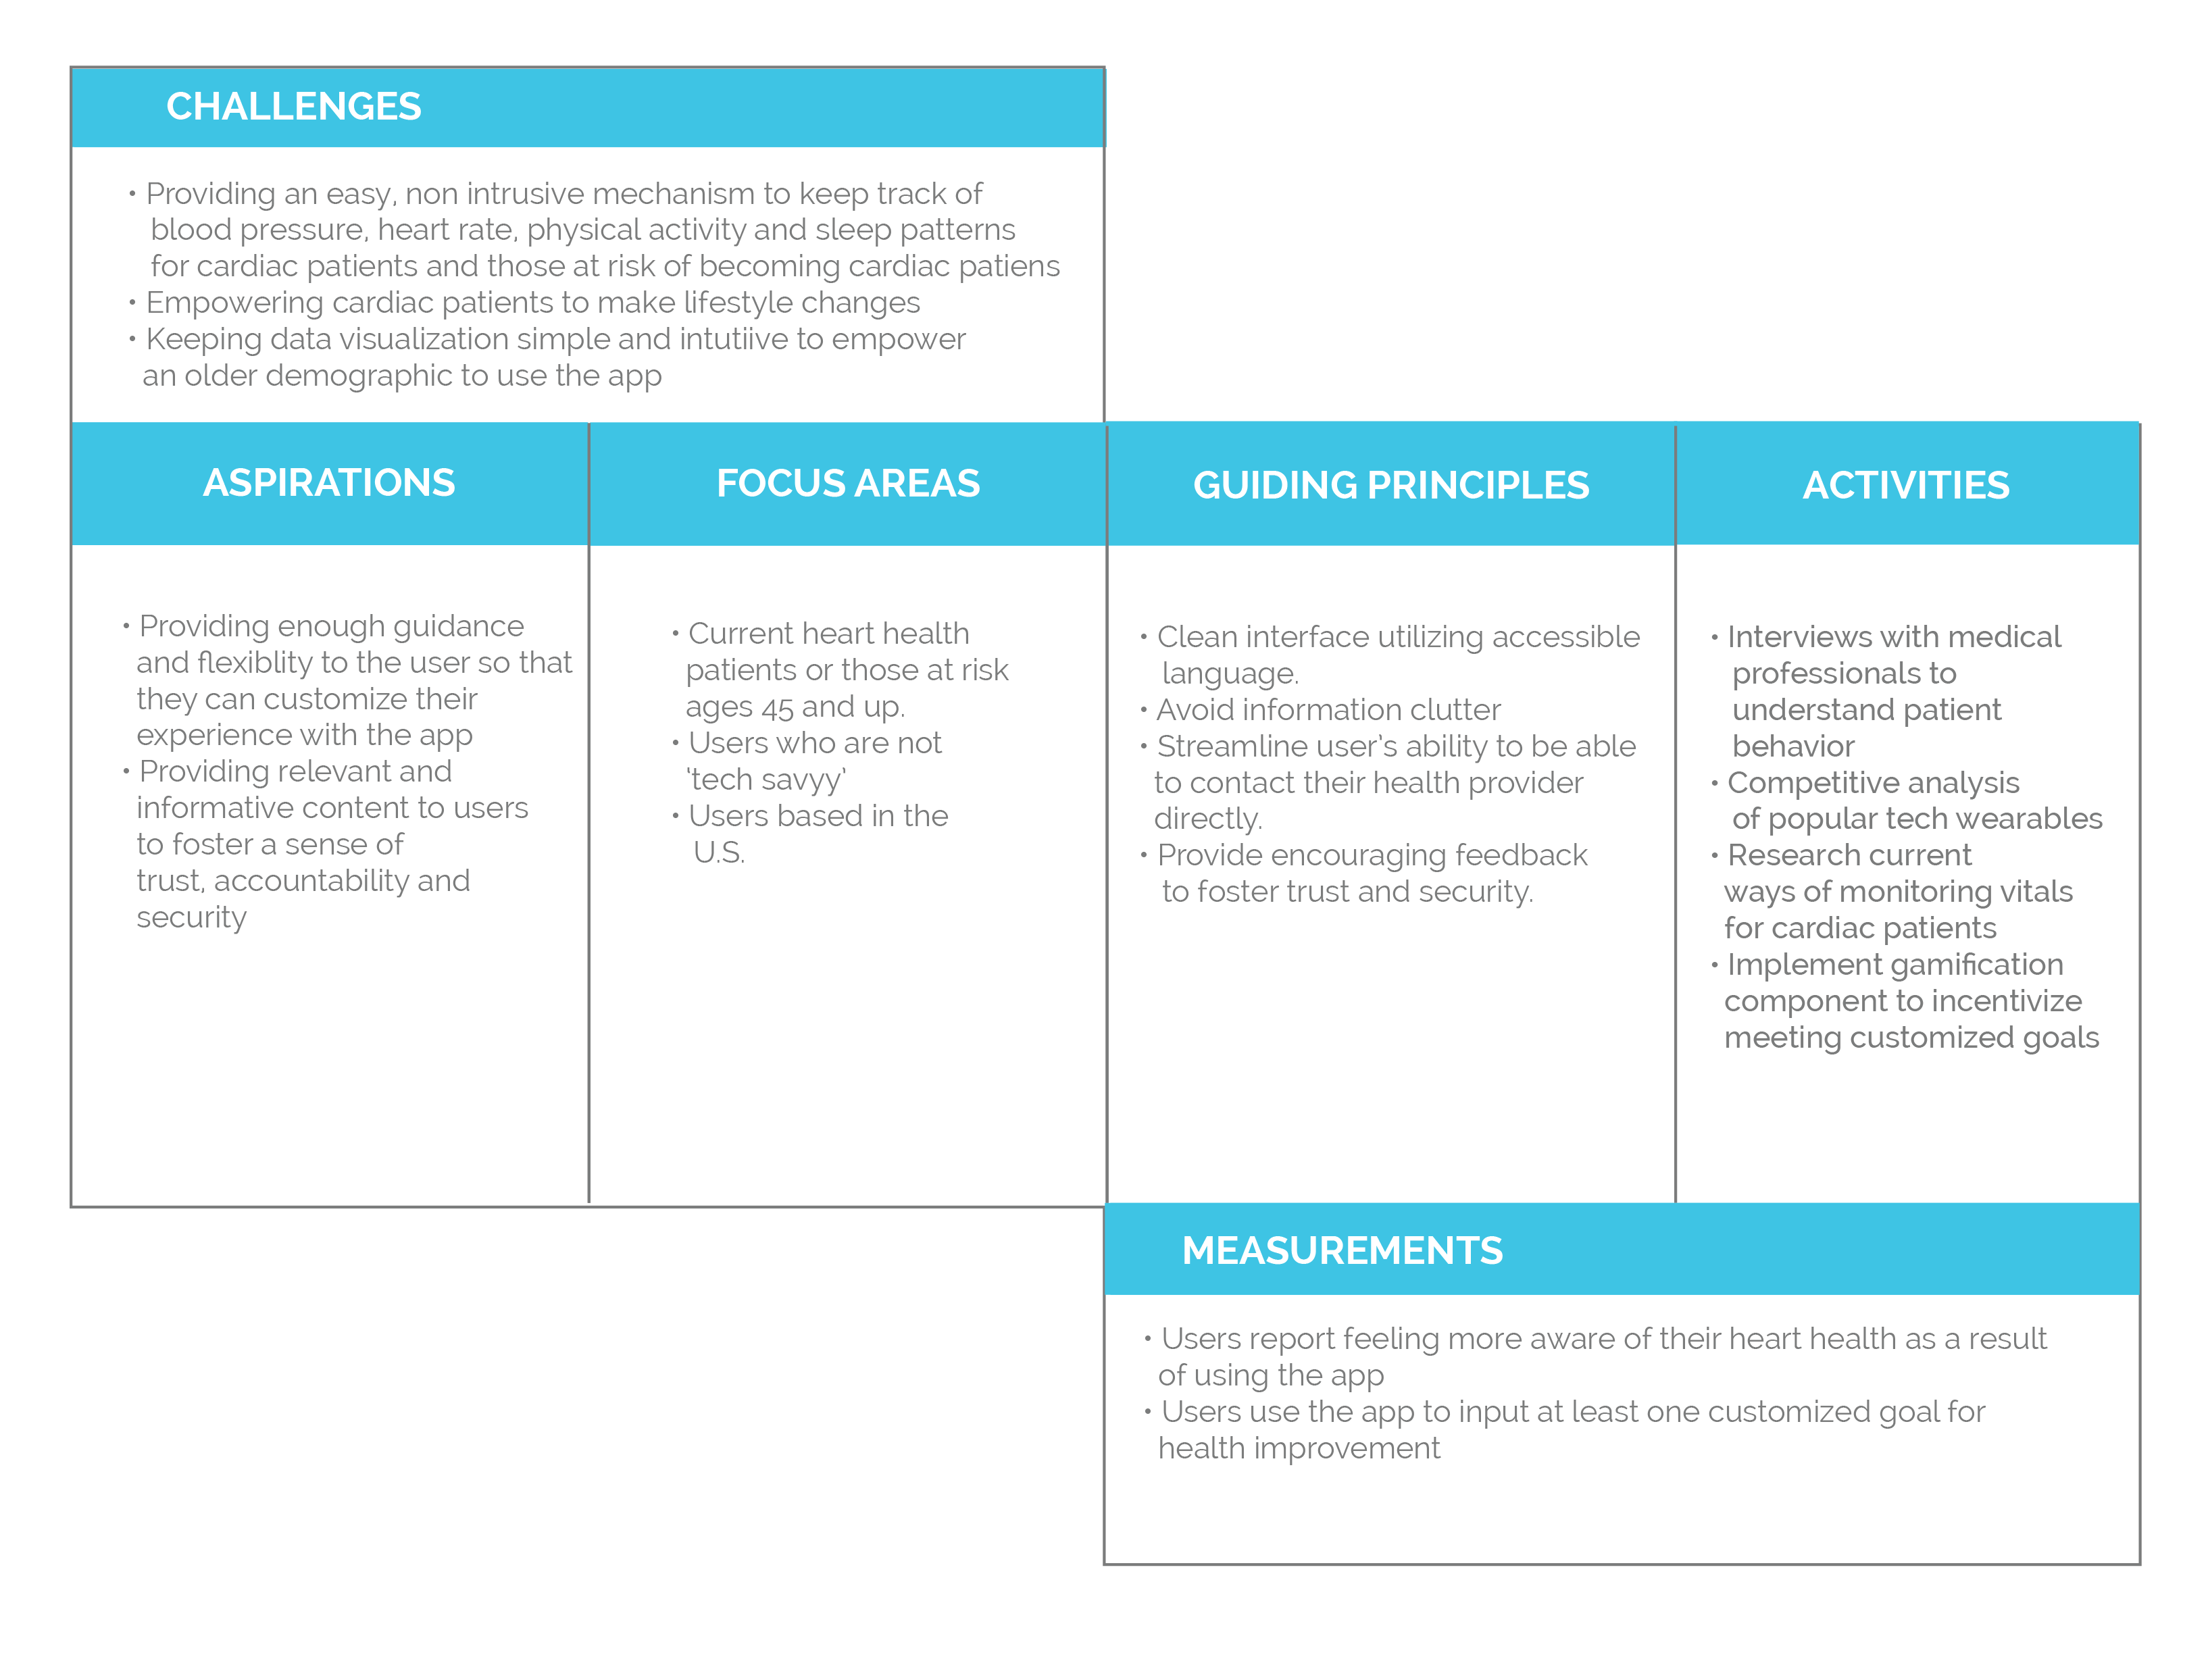 CHALLENGES
• Providing an easy, non intrusive mechanism to keep track of
blood pressure, heart rate, physical activity and sleep patterns
for cardiac patients and those at risk of becoming cardiac patiens
• Empowering cardiac patients to make lifestyle changes
• Keeping data visualization simple and intutiive to empower
an older demographic to use the app
ASPIRATIONS
• Providing enough guidance
and flexiblity to the user so that
they can customize their
experience with the app
• Providing relevant and
informative content to users
to foster a sense of
trust, accountability and
security
FOCUS AREAS
• Current heart health
patients or those at risk
ages 45 and up.
• Users who are not
‘tech savyy’
• Users based in the
U.S.
GUIDING PRINCIPLES
• Clean interface utilizing accessible
language.
• Avoid information clutter
• Streamline user’s ability to be able
to contact their health provider
directly.
• Provide encouraging feedback
to foster trust and security.
ACTIVITIES
• Interviews with medical
professionals to
understand patient
behavior
• Competitive analysis
of popular tech wearables
• Research current
ways of monitoring vitals
for cardiac patients
• Implement gamification
component to incentivize
meeting customized goals
MEASUREMENTS
• Users report feeling more aware of their heart health as a result
of using the app
• Users use the app to input at least one customized goal for
health improvement